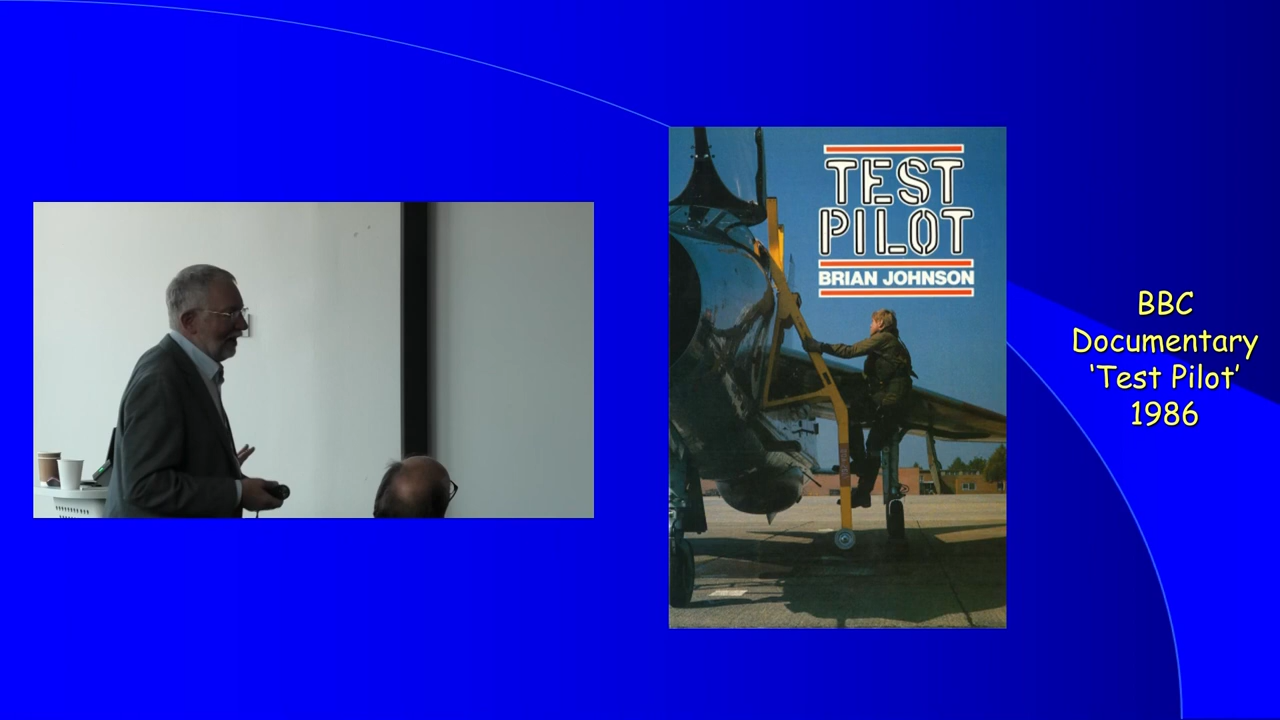 TEST
PILOT
BRIAN JOHNSON
BBC
Documentary
‘Test Pilot’
1986